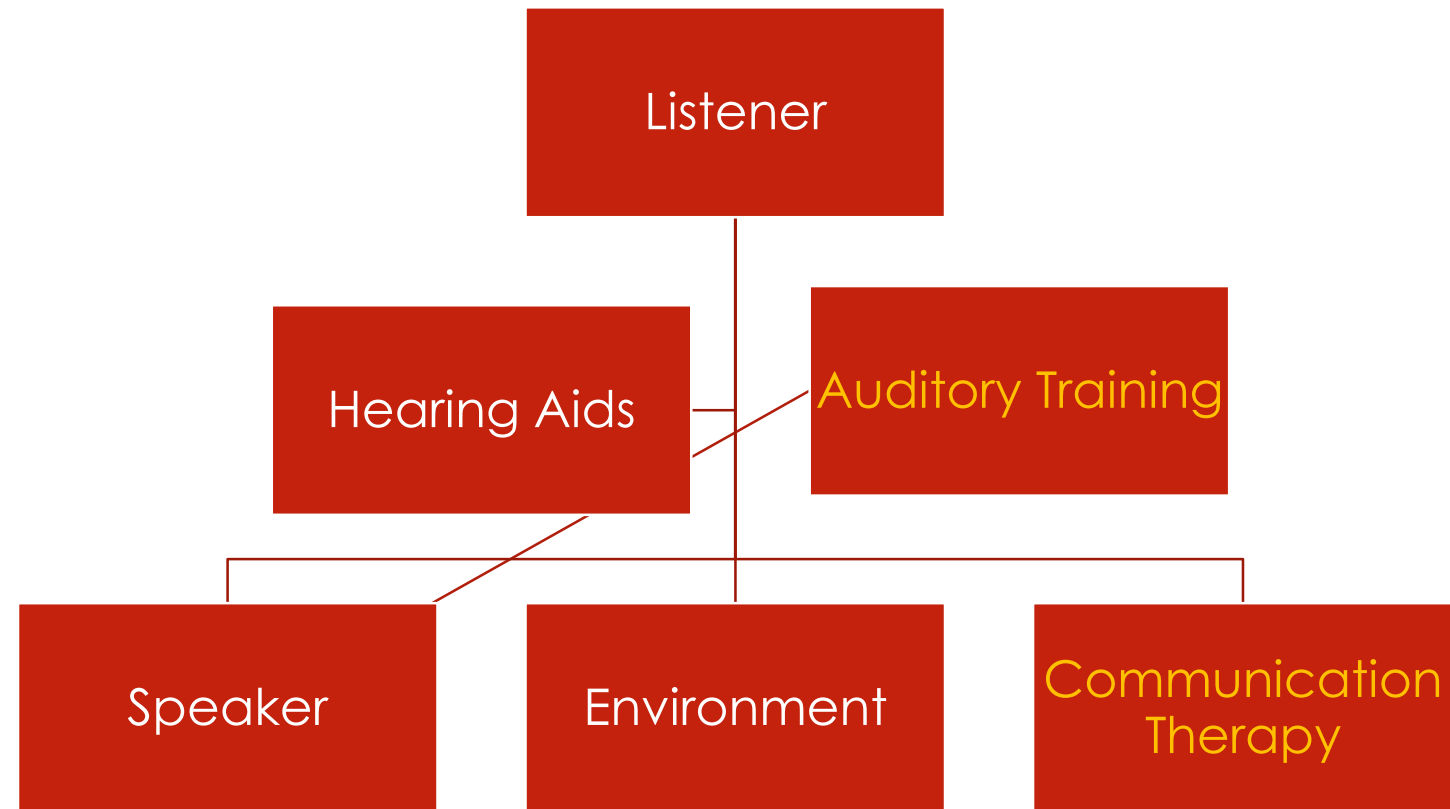 Listener
Hearing Aids
Auditory Training
Speaker
Environment
Communication
Therapy